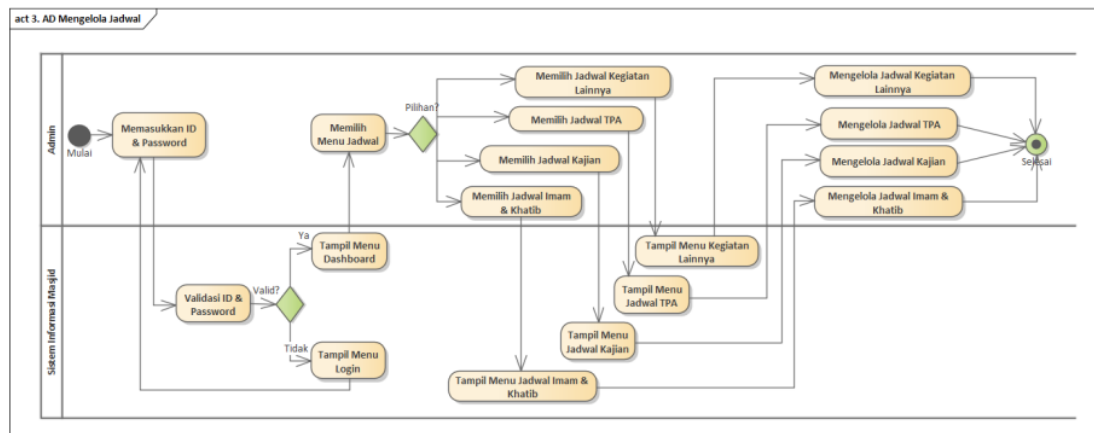 act 3. AD Mengelola Jadwal
Admin
Mulai
Memasukkan ID
& Password
Memilih
Menu Jadwal
Pilihan?
Memilih Jadwal Kegiatan
Lainnya
Memilih Jadwal TPA
Memilih Jadwal Kajian
Memilih Jadwal Imam
& Khatib
Mengelola Jadwal Kegiatan
Lainnya
Mengelola Jadwal TPA
Mengelola Jadwal Kajian
Mengelola Jadwal Imam &
Khatib
Selesai
Sistem Informasi Masjid
Validasi ID &
Password
Valid?
Ya
Tidak
Tampil Menu
Dashboard
Tampil Menu
Login
Tampil Menu Kegiatan
Lainnya
Tampil Menu
Jadwal TPA
Tampil Menu
Jadwal Kajian
Tampil Menu Jadwal Imam &
Khatib